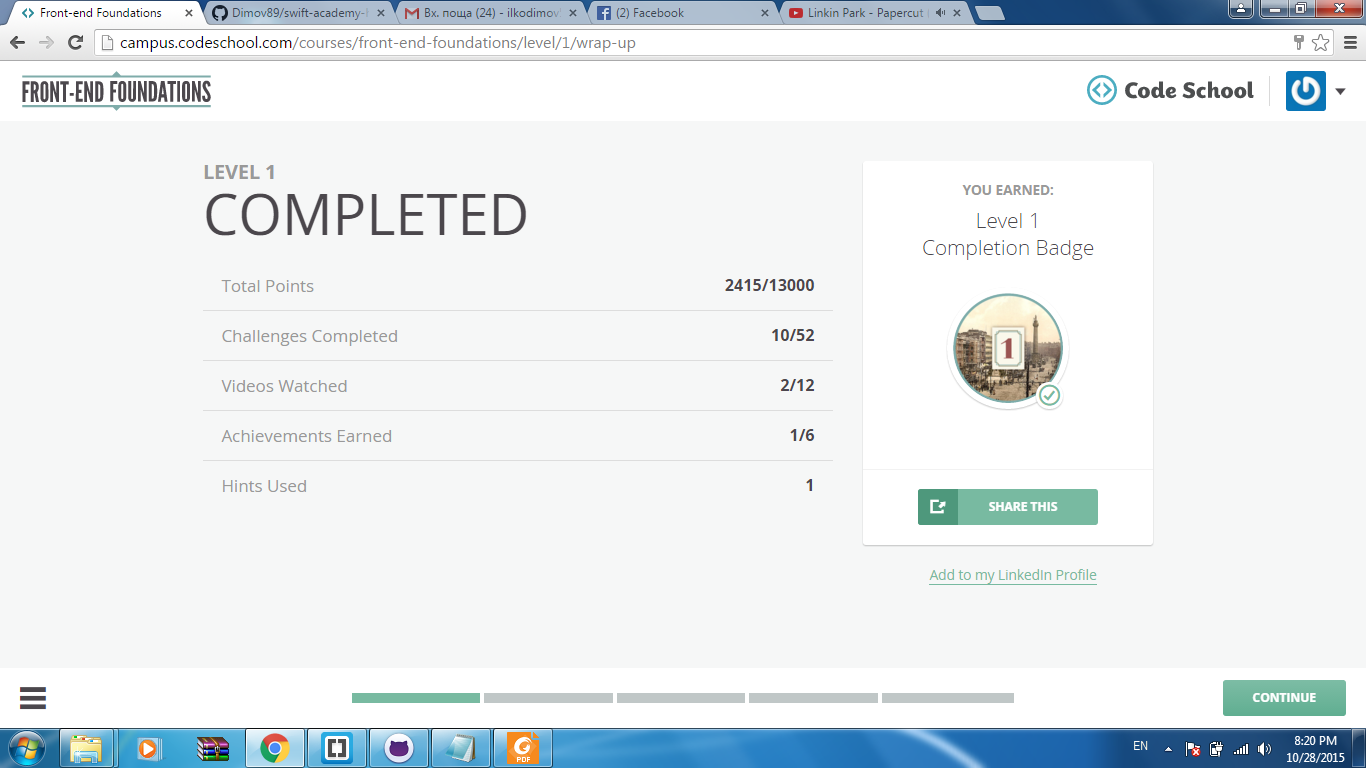 Front-end Foundations
Dimov89/swift-academy-
Вх. поща (24) - ilkodimov
(2) Facebook
Linkin Park - Papercut
campus.codeschool.com/courses/front-end-foundations/level/1/wrap-up
FRONT-END FOUNDATIONS
Code School
LEVEL 1
COMPLETED
Total Points 2415/13000
Challenges Completed 10/52
Videos Watched 2/12
Achievements Earned 1/6
Hints Used 1
YOU EARNED:
Level 1
Completion Badge
1
SHARE THIS
Add to my LinkedIn Profile
CONTINUE
PDF
EN
8:20 PM
10/28/2015